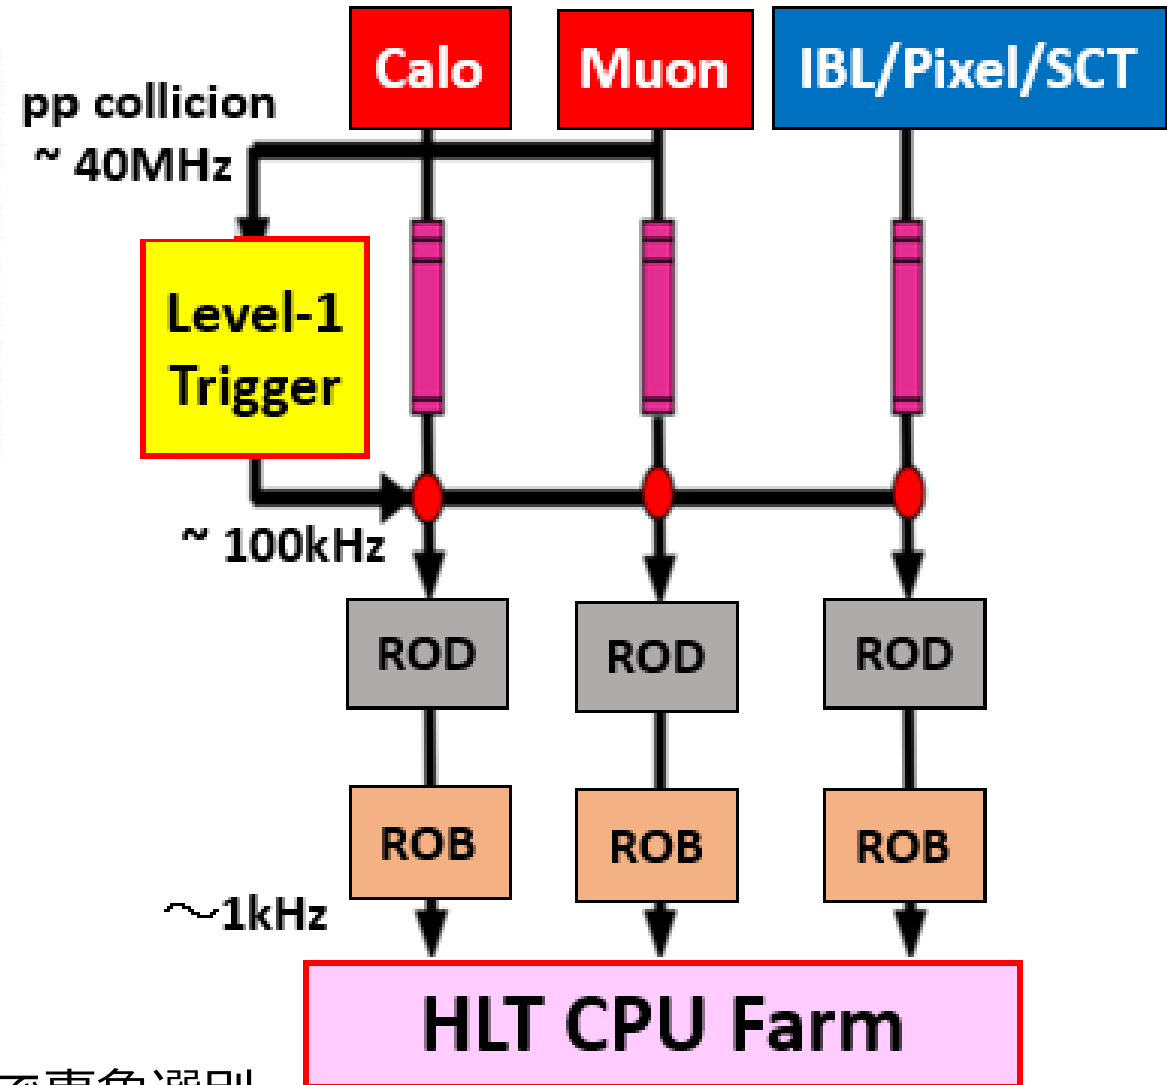 Calo
Muon
IBL/Pixel/SCT
pp collicion
~ 40MHz
Level-1
Trigger
~ 100kHz
ROD
ROD
ROD
ROB
ROB
ROB
～1kHz
HLT CPU Farm